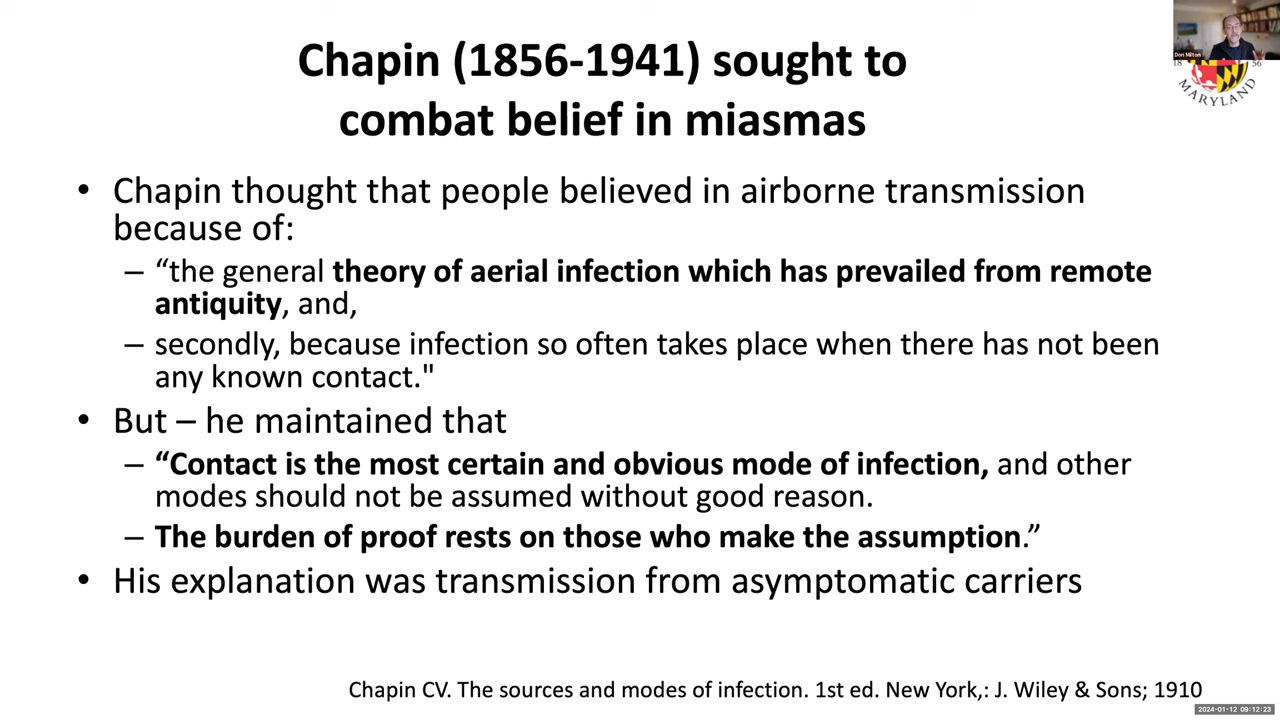 Chapin (1856-1941) sought to
combat belief in miasmas
Don Milton
18 56
MARYLAND
• Chapin thought that people believed in airborne transmission
because of:
– “the general theory of aerial infection which has prevailed from remote
antiquity, and,
– secondly, because infection so often takes place when there has not been
any known contact."
• But – he maintained that
– “Contact is the most certain and obvious mode of infection, and other
modes should not be assumed without good reason.
– The burden of proof rests on those who make the assumption.”
• His explanation was transmission from asymptomatic carriers
Chapin CV. The sources and modes of infection. 1st ed. New York,: J. Wiley & Sons; 1910
2024-01-12 09:12:23